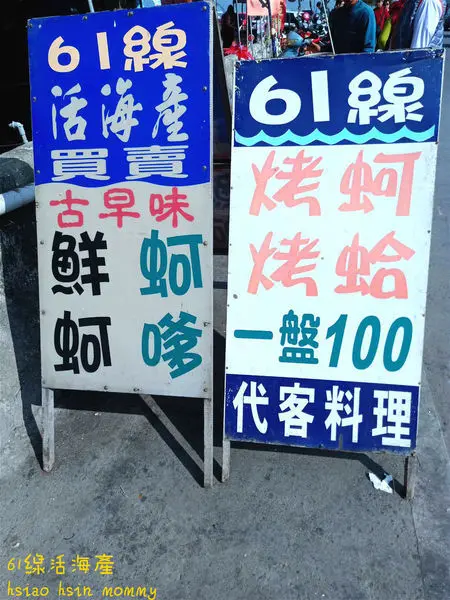 61線
活海產
買賣
古早味
鮮蚵
蚵嗲
61線
烤蚵
烤蛤
一盤100
代客料理
61線活海產
hsiao hsin mommy